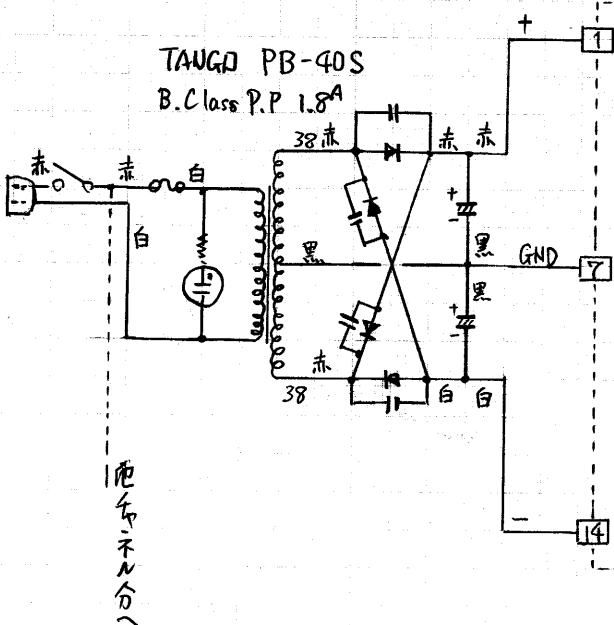 TANGO PB-40S
B.Class P.P 1.8A
+
1
38 赤
赤
赤
赤
赤
白
+
-
白
黒
黒
GND
7
黒
+
-
赤
38
白
白
-
14
他チャネル分へ